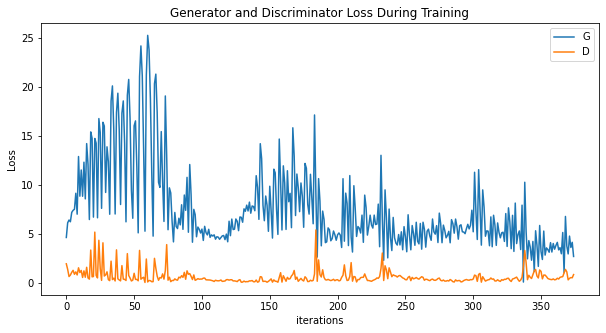 Generator and Discriminator Loss During Training
G
D
Loss
25
20
15
10
5
0
0 50 100 150 200 250 300 350
iterations